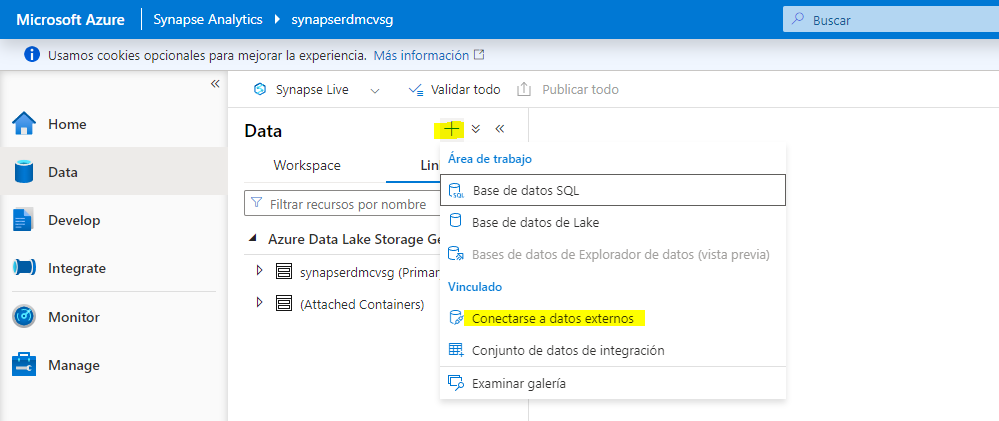 Microsoft Azure Synapse Analytics synapserdmcvsg Buscar
Usamos cookies opcionales para mejorar la experiencia. Más información
Synapse Live Validar todo Publicar todo
Home
Data
Develop
Integrate
Monitor
Manage
Data
Workspace Lin
Filtrar recursos por nombre
Azure Data Lake Storage Ge
synapserdmcvsg (Primar
(Attached Containers)
Área de trabajo
SQL Base de datos SQL
Base de datos de Lake
Bases de datos de Explorador de datos (vista previa)
Vinculado
Conectarse a datos externos
Conjunto de datos de integración
Examinar galería